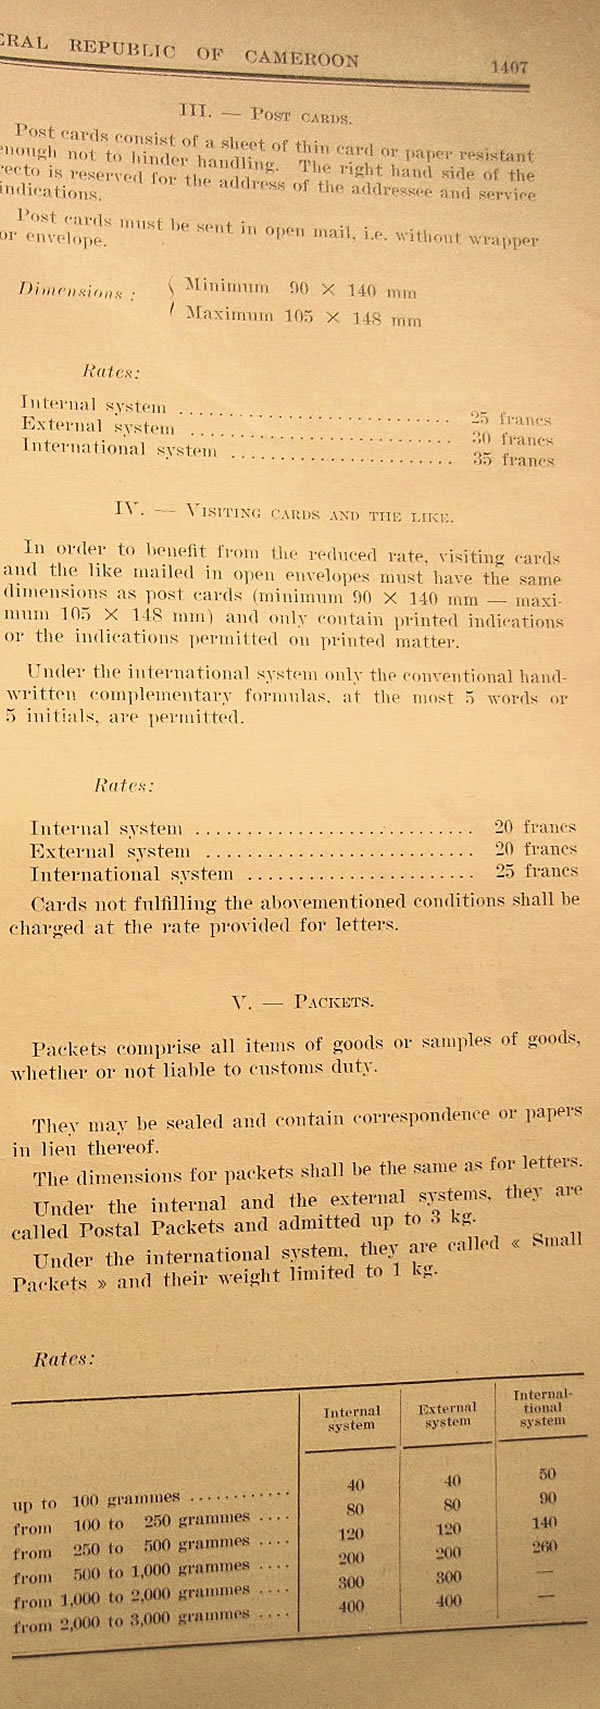 ERAL REPUBLIC OF CAMEROON 1407
III. — POST CARDS.
Post cards consist of a sheet of thin card or paper resistant
enough not to hinder handling. The right hand side of the
recto is reserved for the address of the addressee and service
indications.
Post cards must be sent in open mail, i.e. without wrapper
or envelope.
Dimensions : { Minimum 90 × 140 mm
Maximum 105 × 148 mm
Rates:
Internal system .............................. 25 francs
External system .............................. 30 francs
International system ......................... 35 francs
IV. — VISITING CARDS AND THE LIKE.
In order to benefit from the reduced rate, visiting cards
and the like mailed in open envelopes must have the same
dimensions as post cards (minimum 90 × 140 mm — maxi-
mum 105 × 148 mm) and only contain printed indications
or the indications permitted on printed matter.
Under the international system only the conventional hand-
written complementary formulas, at the most 5 words or
5 initials, are permitted.
Rates:
Internal system ............................ 20 francs
External system ........................... 20 francs
International system ....................... 25 francs
Cards not fulfilling the abovementioned conditions shall be
charged at the rate provided for letters.
V. — PACKETS.
Packets comprise all items of goods or samples of goods,
whether or not liable to customs duty.
They may be sealed and contain correspondence or papers
in lieu thereof.
The dimensions for packets shall be the same as for letters.
Under the internal and the external systems, they are
called Postal Packets and admitted up to 3 kg.
Under the international system, they are called « Small
Packets » and their weight limited to 1 kg.
Rates:
Internal system External system Internal-tional system
up to 100 grammes ............ 40 40 50
from 100 to 250 grammes .... 80 80 90
from 250 to 500 grammes .... 120 120 140
from 500 to 1,000 grammes .... 200 200 260
from 1,000 to 2,000 grammes .... 300 300 —
from 2,000 to 3,000 grammes .... 400 400 —